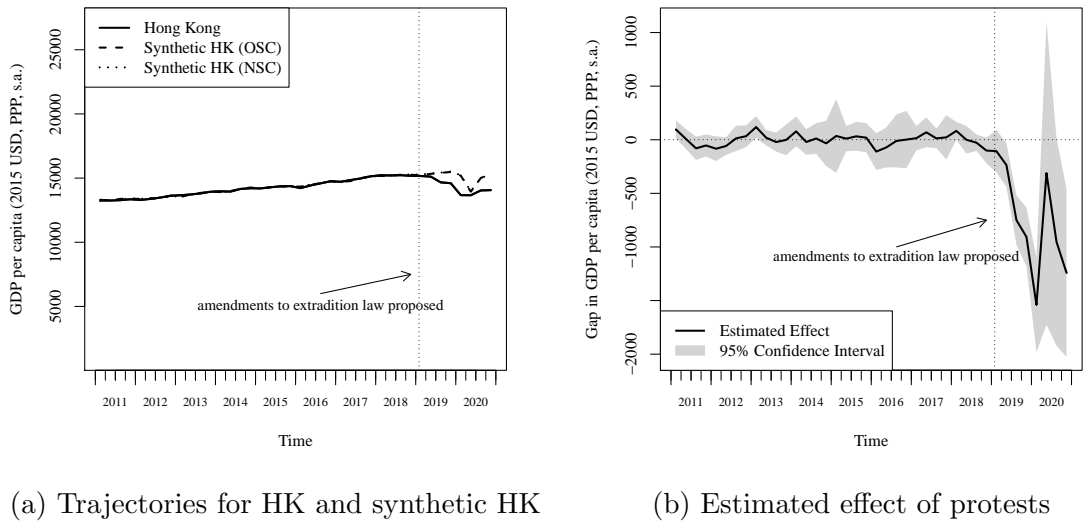 Hong Kong
Synthetic HK (OSC)
Synthetic HK (NSC)
GDP per capita (2015 USD, PPP, s.a.)
25000
20000
15000
10000
5000
amendments to extradition law proposed
2011 2012 2013 2014 2015 2016 2017 2018 2019 2020
Time
(a) Trajectories for HK and synthetic HK
Gap in GDP per capita (2015 USD, PPP, s.a.)
1000
500
0
−500
−1000
−2000
amendments to extradition law proposed
Estimated Effect
95% Confidence Interval
2011 2012 2013 2014 2015 2016 2017 2018 2019 2020
Time
(b) Estimated effect of protests